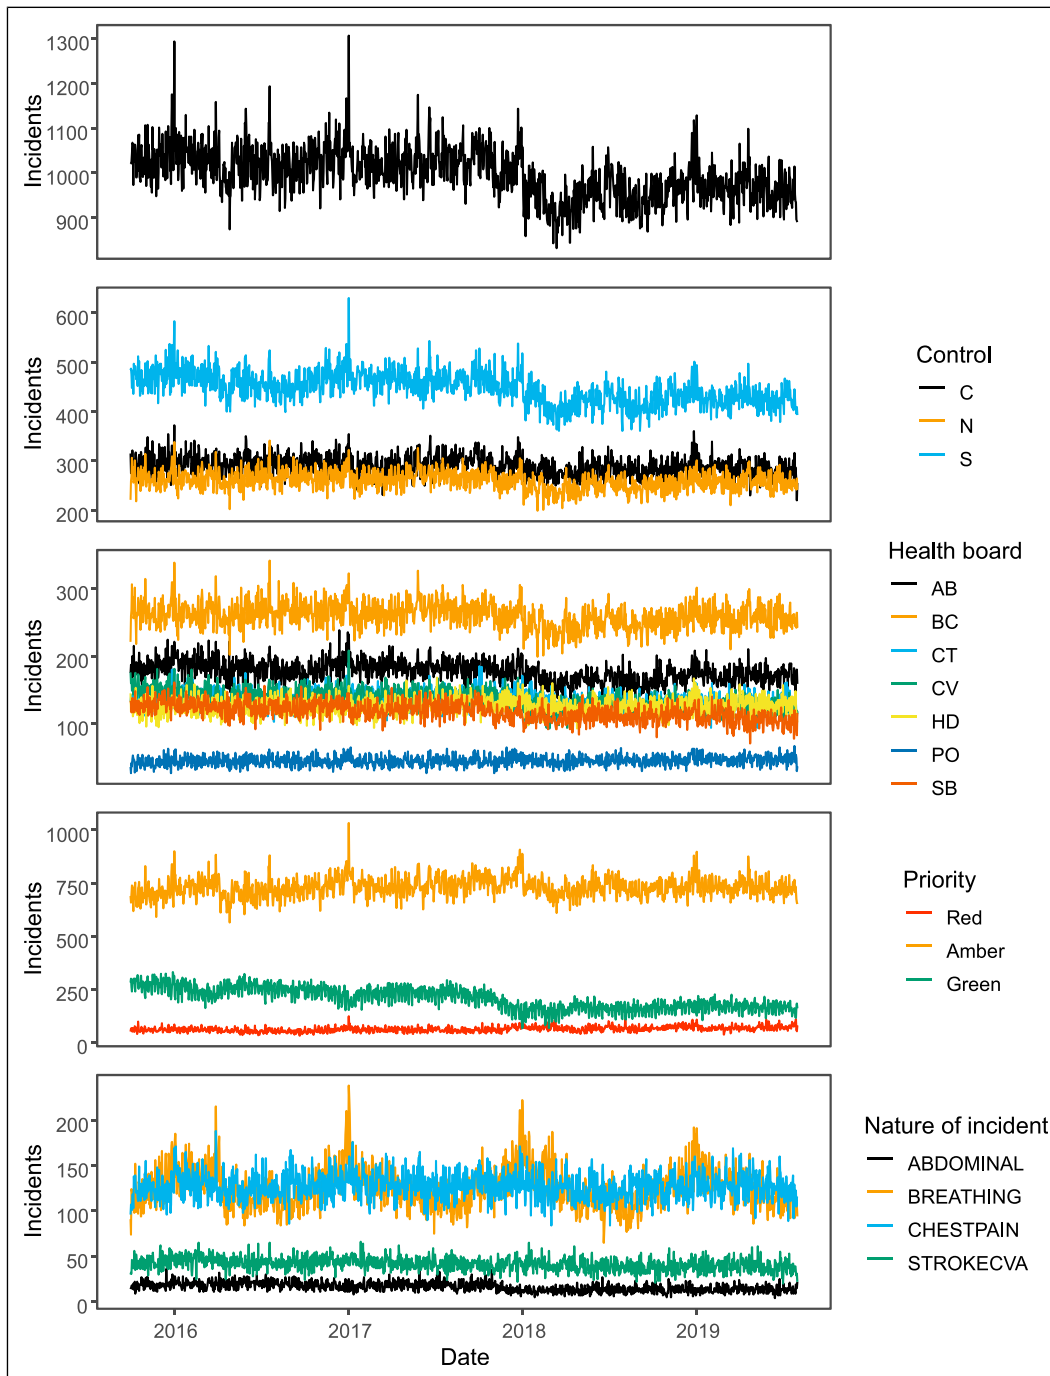 1300
1200
1100
1000
900
Incidents
600
500
400
300
200
Incidents
Control
C
N
S
300
200
100
Incidents
Health board
AB
BC
CT
CV
HD
PO
SB
1000
750
500
250
0
Incidents
Priority
Red
Amber
Green
200
150
100
50
0
Incidents
Nature of incident
ABDOMINAL
BREATHING
CHESTPAIN
STROKECVA
2016 2017 2018 2019
Date